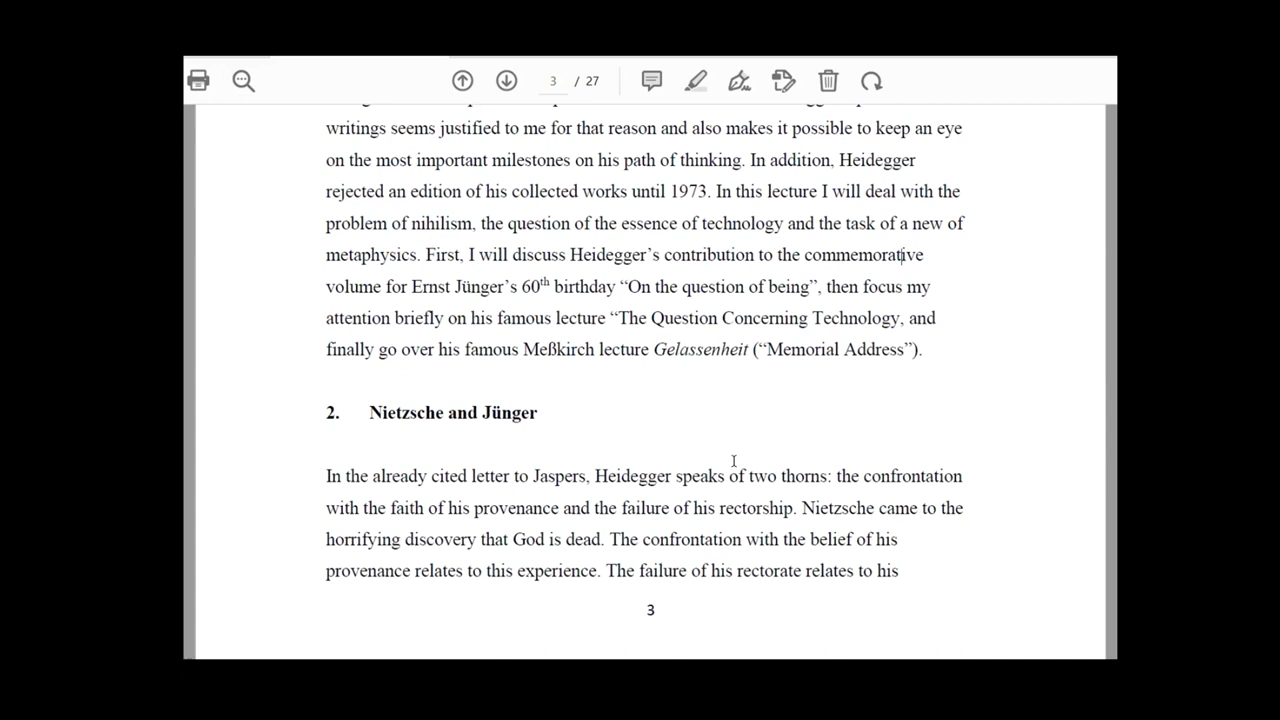 3 / 27
writings seems justified to me for that reason and also makes it possible to keep an eye
on the most important milestones on his path of thinking. In addition, Heidegger
rejected an edition of his collected works until 1973. In this lecture I will deal with the
problem of nihilism, the question of the essence of technology and the task of a new of
metaphysics. First, I will discuss Heidegger’s contribution to the commemorative
volume for Ernst Jünger’s 60th birthday “On the question of being”, then focus my
attention briefly on his famous lecture “The Question Concerning Technology, and
finally go over his famous Meßkirch lecture Gelassenheit (“Memorial Address”).
2. Nietzsche and Jünger
In the already cited letter to Jaspers, Heidegger speaks of two thorns: the confrontation
with the faith of his provenance and the failure of his rectorship. Nietzsche came to the
horrifying discovery that God is dead. The confrontation with the belief of his
provenance relates to this experience. The failure of his rectorate relates to his
3